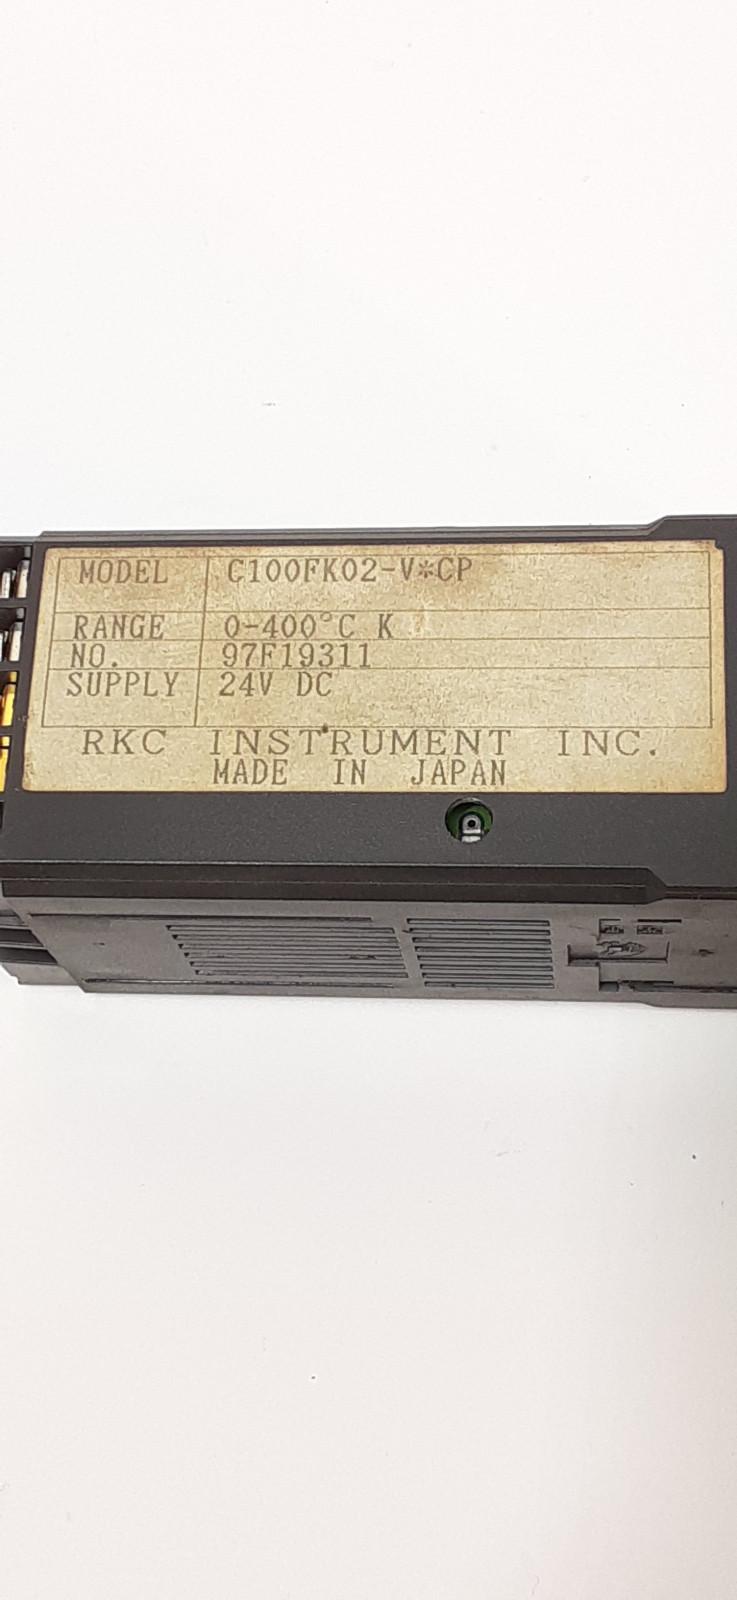 MODEL C100FK02-V*CP
RANGE 0-400°C K
NO. 97F19311
SUPPLY 24V DC
RKC INSTRUMENT INC.
MADE IN JAPAN